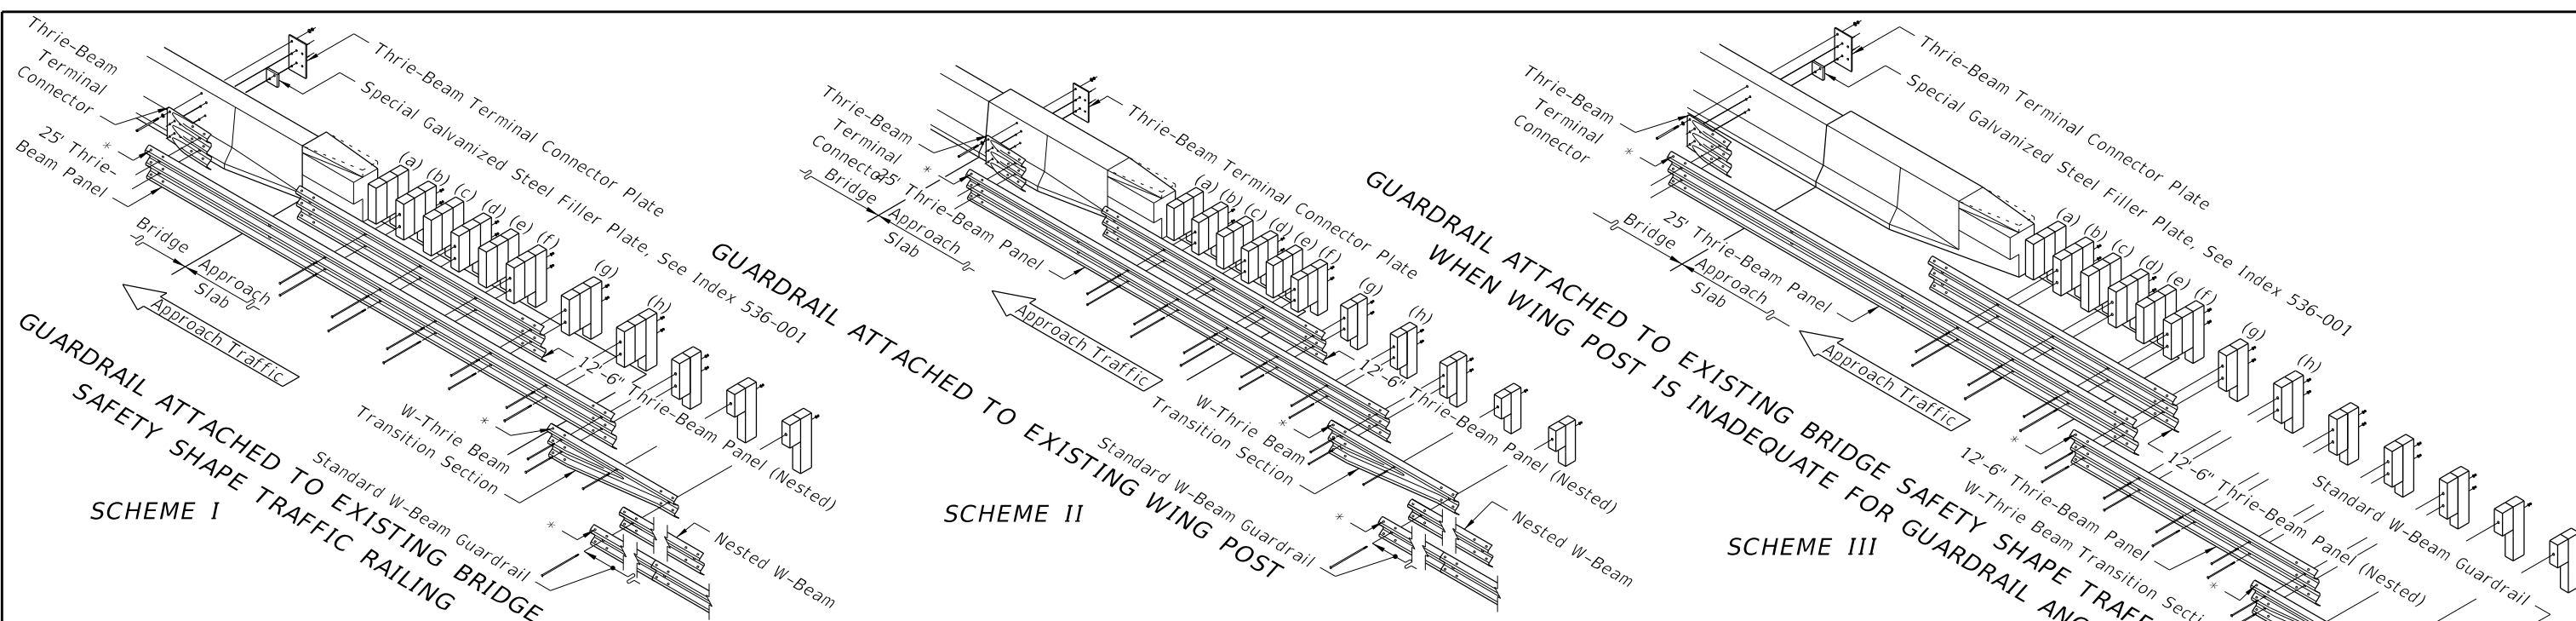 Thrie-Beam
Terminal
Connector
Thrie-Beam Terminal Connector Plate
Special Galvanized Steel Filler Plate, See Index 536-001
*
25' Thrie-
Beam Panel
(a)
(b)
(c)
(d)
(e)
(f)
(g)
(h)
Bridge
Approach
Slab
Approach Traffic
12'-6" Thrie-Beam Panel (Nested)
*
W-Thrie Beam
Transition Section
*
Standard W-Beam Guardrail
Nested W-Beam
SCHEME I
GUARDRAIL ATTACHED TO EXISTING BRIDGE
SAFETY SHAPE TRAFFIC RAILING
Thrie-Beam
Terminal
Connector
Thrie-Beam Terminal Connector Plate
*
25' Thrie-Beam Panel
(a)
(b)
(c)
(d)
(e)
(f)
(g)
(h)
Bridge
Approach
Slab
Approach Traffic
12'-6" Thrie-Beam Panel (Nested)
*
W-Thrie Beam
Transition Section
*
Standard W-Beam Guardrail
Nested W-Beam
SCHEME II
GUARDRAIL ATTACHED TO EXISTING WING POST
Thrie-Beam
Terminal
Connector
Thrie-Beam Terminal Connector Plate
Special Galvanized Steel Filler Plate, See Index 536-001
*
25' Thrie-Beam Panel
(a)
(b)
(c)
(d)
(e)
(f)
(g)
(h)
Bridge
Approach
Slab
Approach Traffic
*
12'-6" Thrie-Beam Panel
12'-6" Thrie-Beam Panel (Nested)
W-Thrie Beam Transition
*
Standard W-Beam Guardrail
SCHEME III
GUARDRAIL ATTACHED TO EXISTING BRIDGE SAFETY SHAPE
WHEN WING POST IS INADEQUATE FOR GUARDRAIL